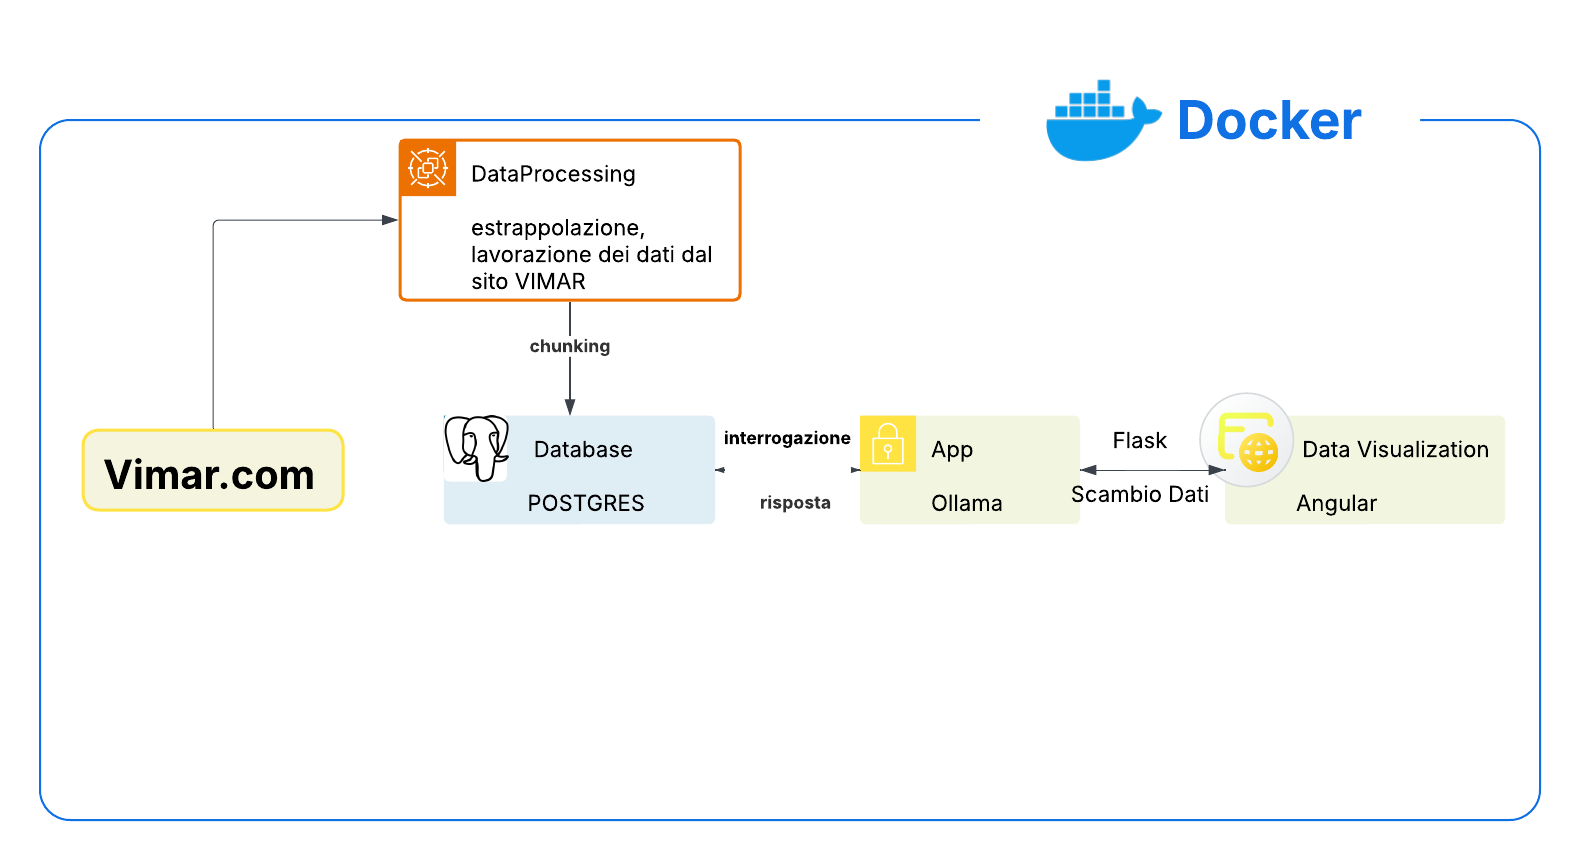 Docker
DataProcessing
estrappolazione,
lavorazione dei dati dal
sito VIMAR
chunking
Vimar.com
Database
POSTGRES
interrogazione
risposta
App
Ollama
Flask
Scambio Dati
Data Visualization
Angular